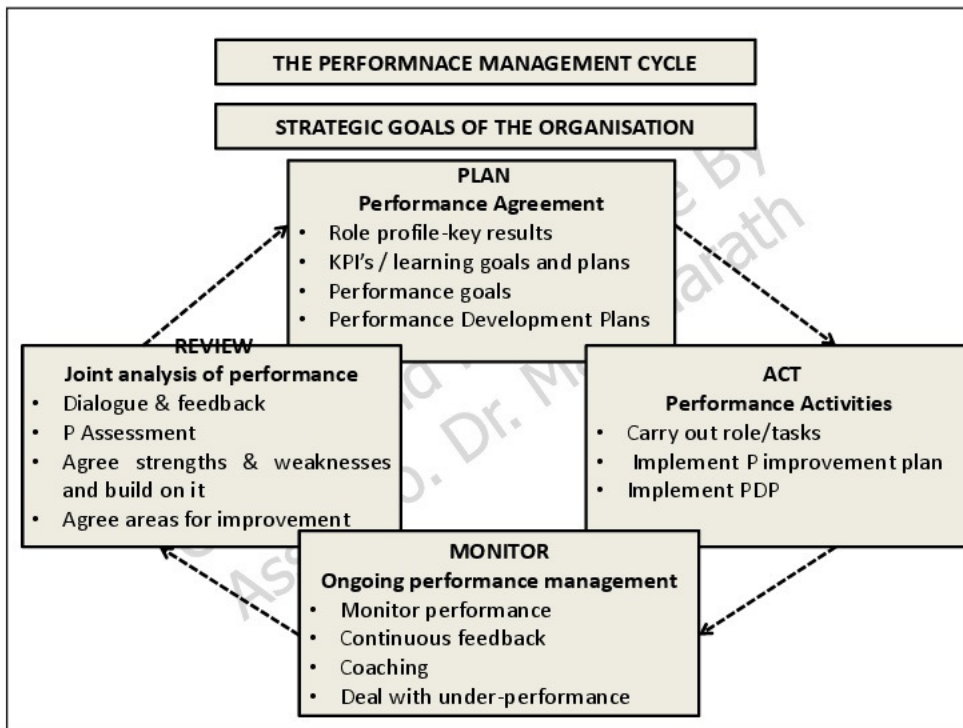 THE PERFORMNACE MANAGEMENT CYCLE
STRATEGIC GOALS OF THE ORGANISATION
PLAN
Performance Agreement
• Role profile-key results
• KPI's / learning goals and plans
• Performance goals
• Performance Development Plans
REVIEW
Joint analysis of performance
• Dialogue & feedback
• P Assessment
• Agree strengths & weaknesses
and build on it
• Agree areas for improvement
ACT
Performance Activities
• Carry out role/tasks
• Implement P improvement plan
• Implement PDP
MONITOR
Ongoing performance management
• Monitor performance
• Continuous feedback
• Coaching
• Deal with under-performance
By
Dr.